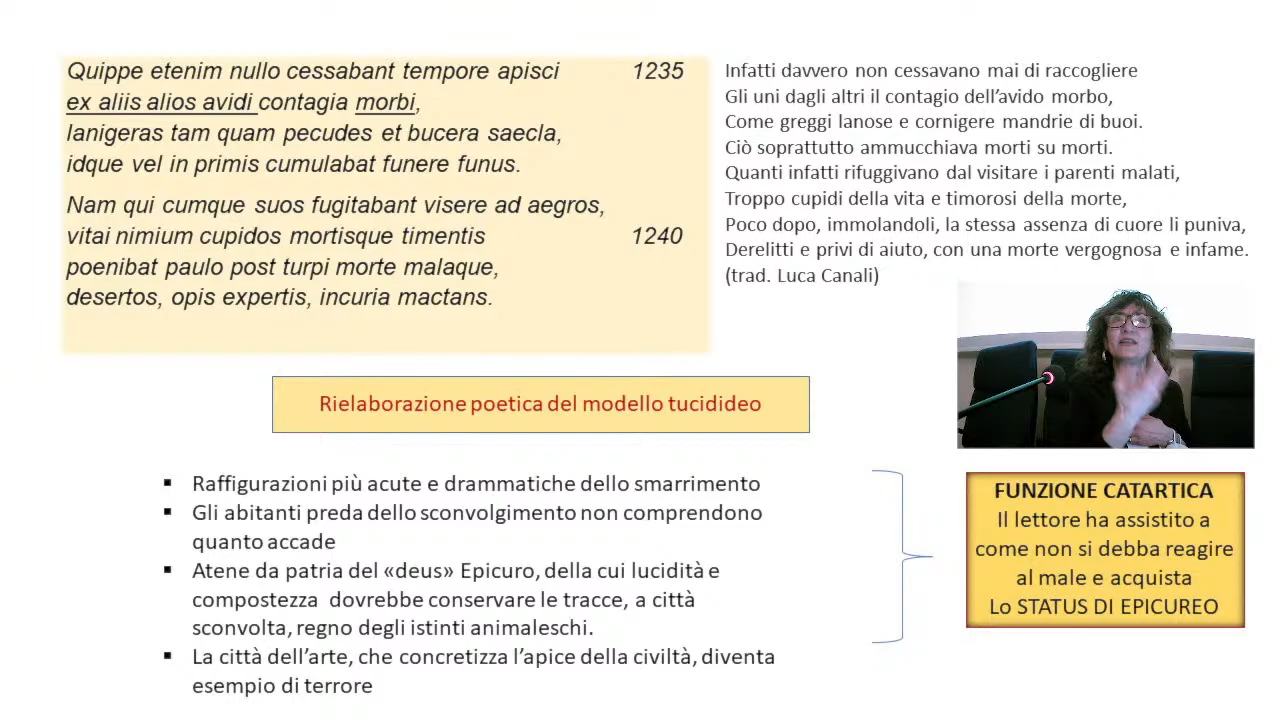 Quippe etenim nullo cessabant tempore apisci 1235
ex aliis alios avidi contagia morbi,
lanigeras tam quam pecudes et bucera saecla,
idque vel in primis cumulabat funere funus.
Nam qui cumque suos fugitabant visere ad aegros,
vitai nimium cupidos mortisque timentis 1240
poenibat paulo post turpi morte malaque,
desertos, opis expertis, incuria mactans.
Infatti davvero non cessavano mai di raccogliere
Gli uni dagli altri il contagio dell'avido morbo,
Come greggi lanose e cornigere mandrie di buoi.
Ciò soprattutto ammucchiava morti su morti.
Quanti infatti rifuggivano dal visitare i parenti malati,
Troppo cupidi della vita e timorosi della morte,
Poco dopo, immolandoli, la stessa assenza di cuore li puniva,
Derelitti e privi di aiuto, con una morte vergognosa e infame.
(trad. Luca Canali)
Rielaborazione poetica del modello tucidideo
▪ Raffigurazioni più acute e drammatiche dello smarrimento
▪ Gli abitanti preda dello sconvolgimento non comprendono
quanto accade
▪ Atene da patria del «deus» Epicuro, della cui lucidità e
compostezza dovrebbe conservare le tracce, a città
sconvolta, regno degli istinti animaleschi.
▪ La città dell'arte, che concretizza l'apice della civiltà, diventa
esempio di terrore
FUNZIONE CATARTICA
Il lettore ha assistito a
come non si debba reagire
al male e acquista
Lo STATUS DI EPICUREO